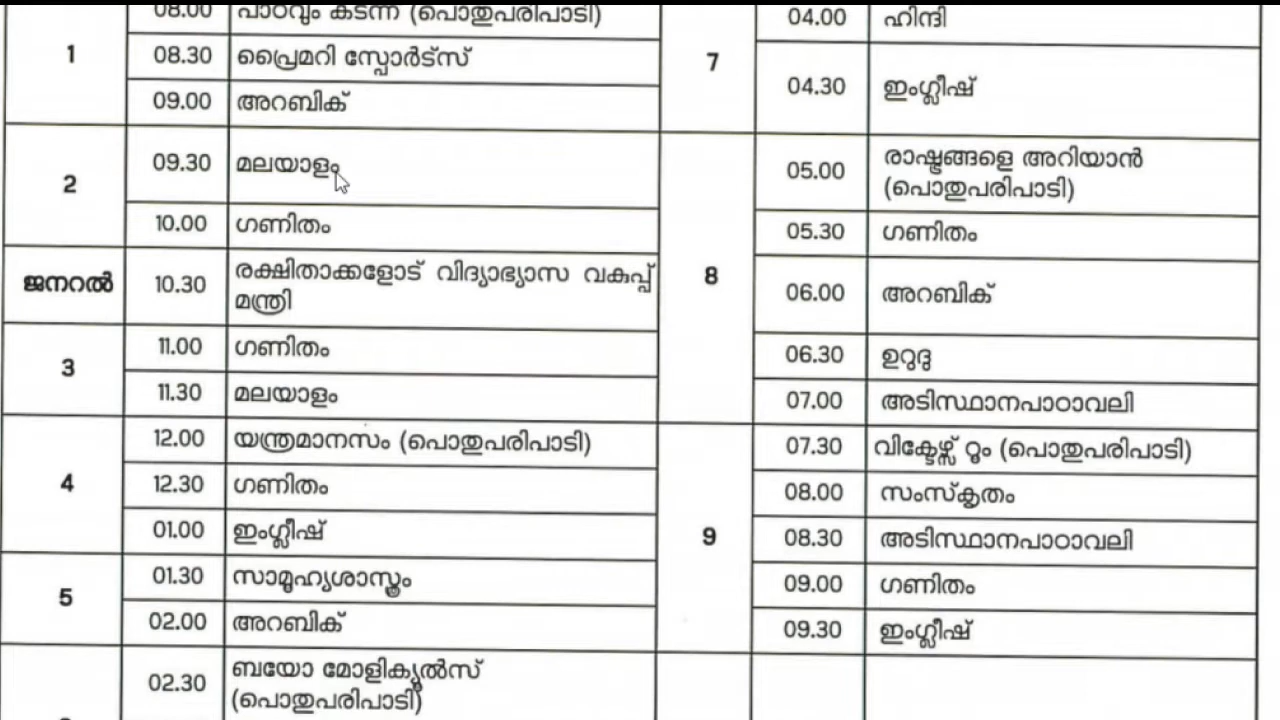 1
08.00 പാഠവും കടന്ന് (പൊതുപരിപാടി)
08.30 പ്രൈമറി സ്പോർട്സ്
09.00 അറബിക്
2
09.30 മലയാളം
10.00 ഗണിതം
ജനറൽ
10.30 രക്ഷിതാക്കളോട് വിദ്യാഭ്യാസ വകുപ്പ്
മന്ത്രി
3
11.00 ഗണിതം
11.30 മലയാളം
4
12.00 യന്ത്രമാനസം (പൊതുപരിപാടി)
12.30 ഗണിതം
01.00 ഇംഗ്ലീഷ്
5
01.30 സാമൂഹ്യശാസ്ത്രം
02.00 അറബിക്
02.30 ബയോ മോളിക്യൂൽസ്
(പൊതുപരിപാടി)
7
04.00 ഹിന്ദി
04.30 ഇംഗ്ലീഷ്
8
05.00 രാഷ്ട്രങ്ങളെ അറിയാൻ
(പൊതുപരിപാടി)
05.30 ഗണിതം
06.00 അറബിക്
06.30 ഉറുദു
07.00 അടിസ്ഥാനപാഠാവലി
9
07.30 വിക്ടേഴ്സ് റൂം (പൊതുപരിപാടി)
08.00 സംസ്കൃതം
08.30 അടിസ്ഥാനപാഠാവലി
09.00 ഗണിതം
09.30 ഇംഗ്ലീഷ്